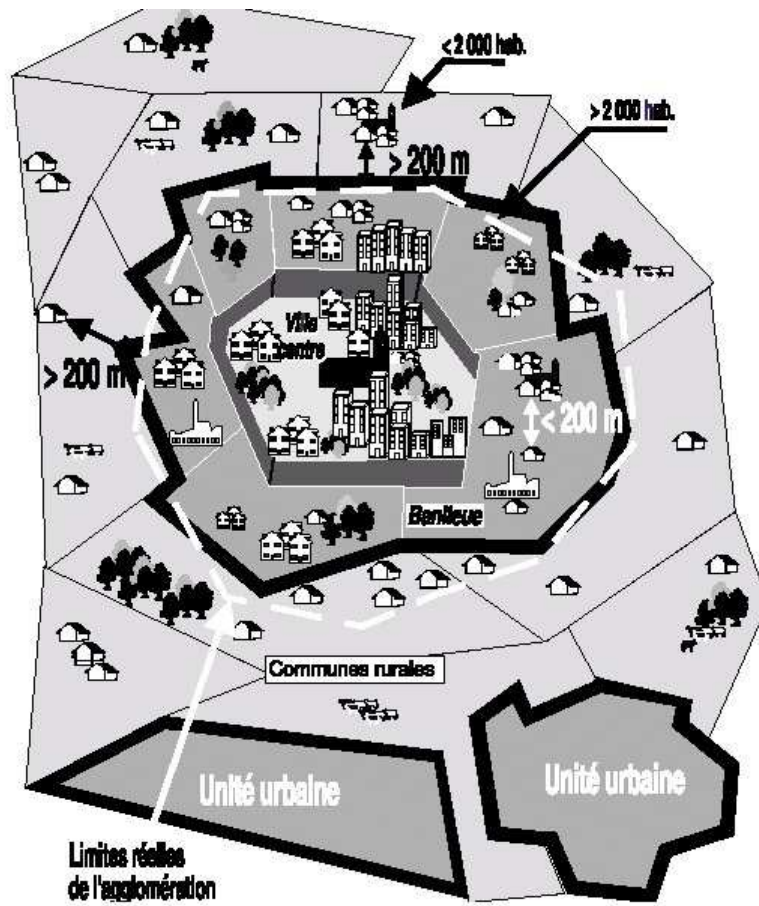 < 2 000 hab.
> 2 000 hab.
> 200 m
Ville
centre
> 200 m
< 200 m
Banlieue
Communes rurales
Unité urbaine
Unité urbaine
Limites réelles
de l'agglomération